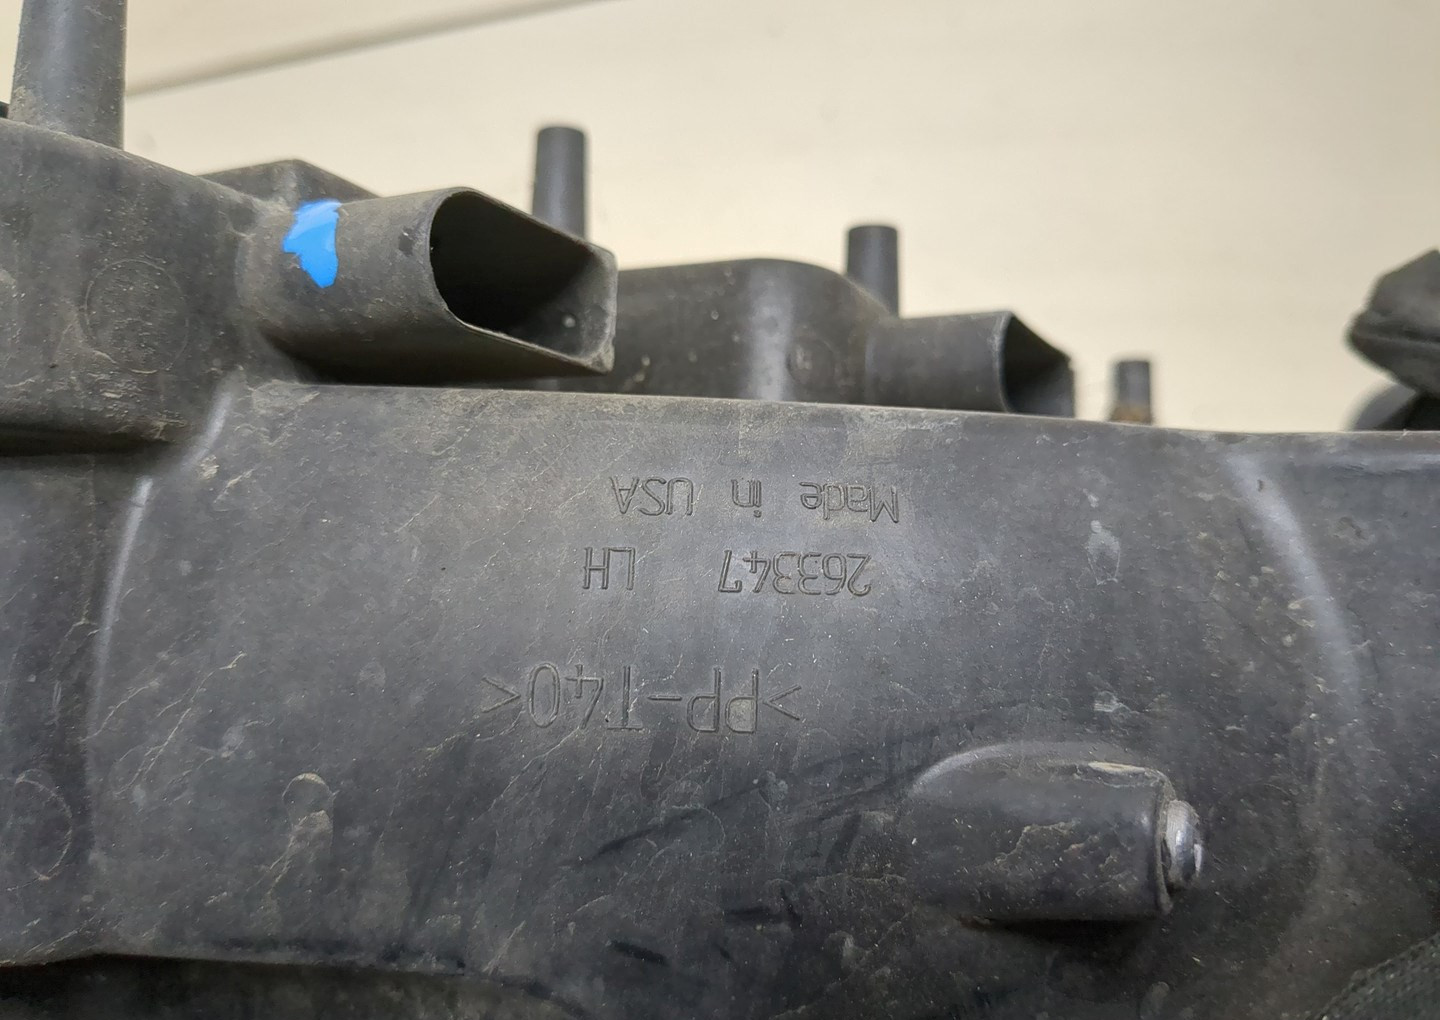 >PP-T40<
263347 LH
Made in USA